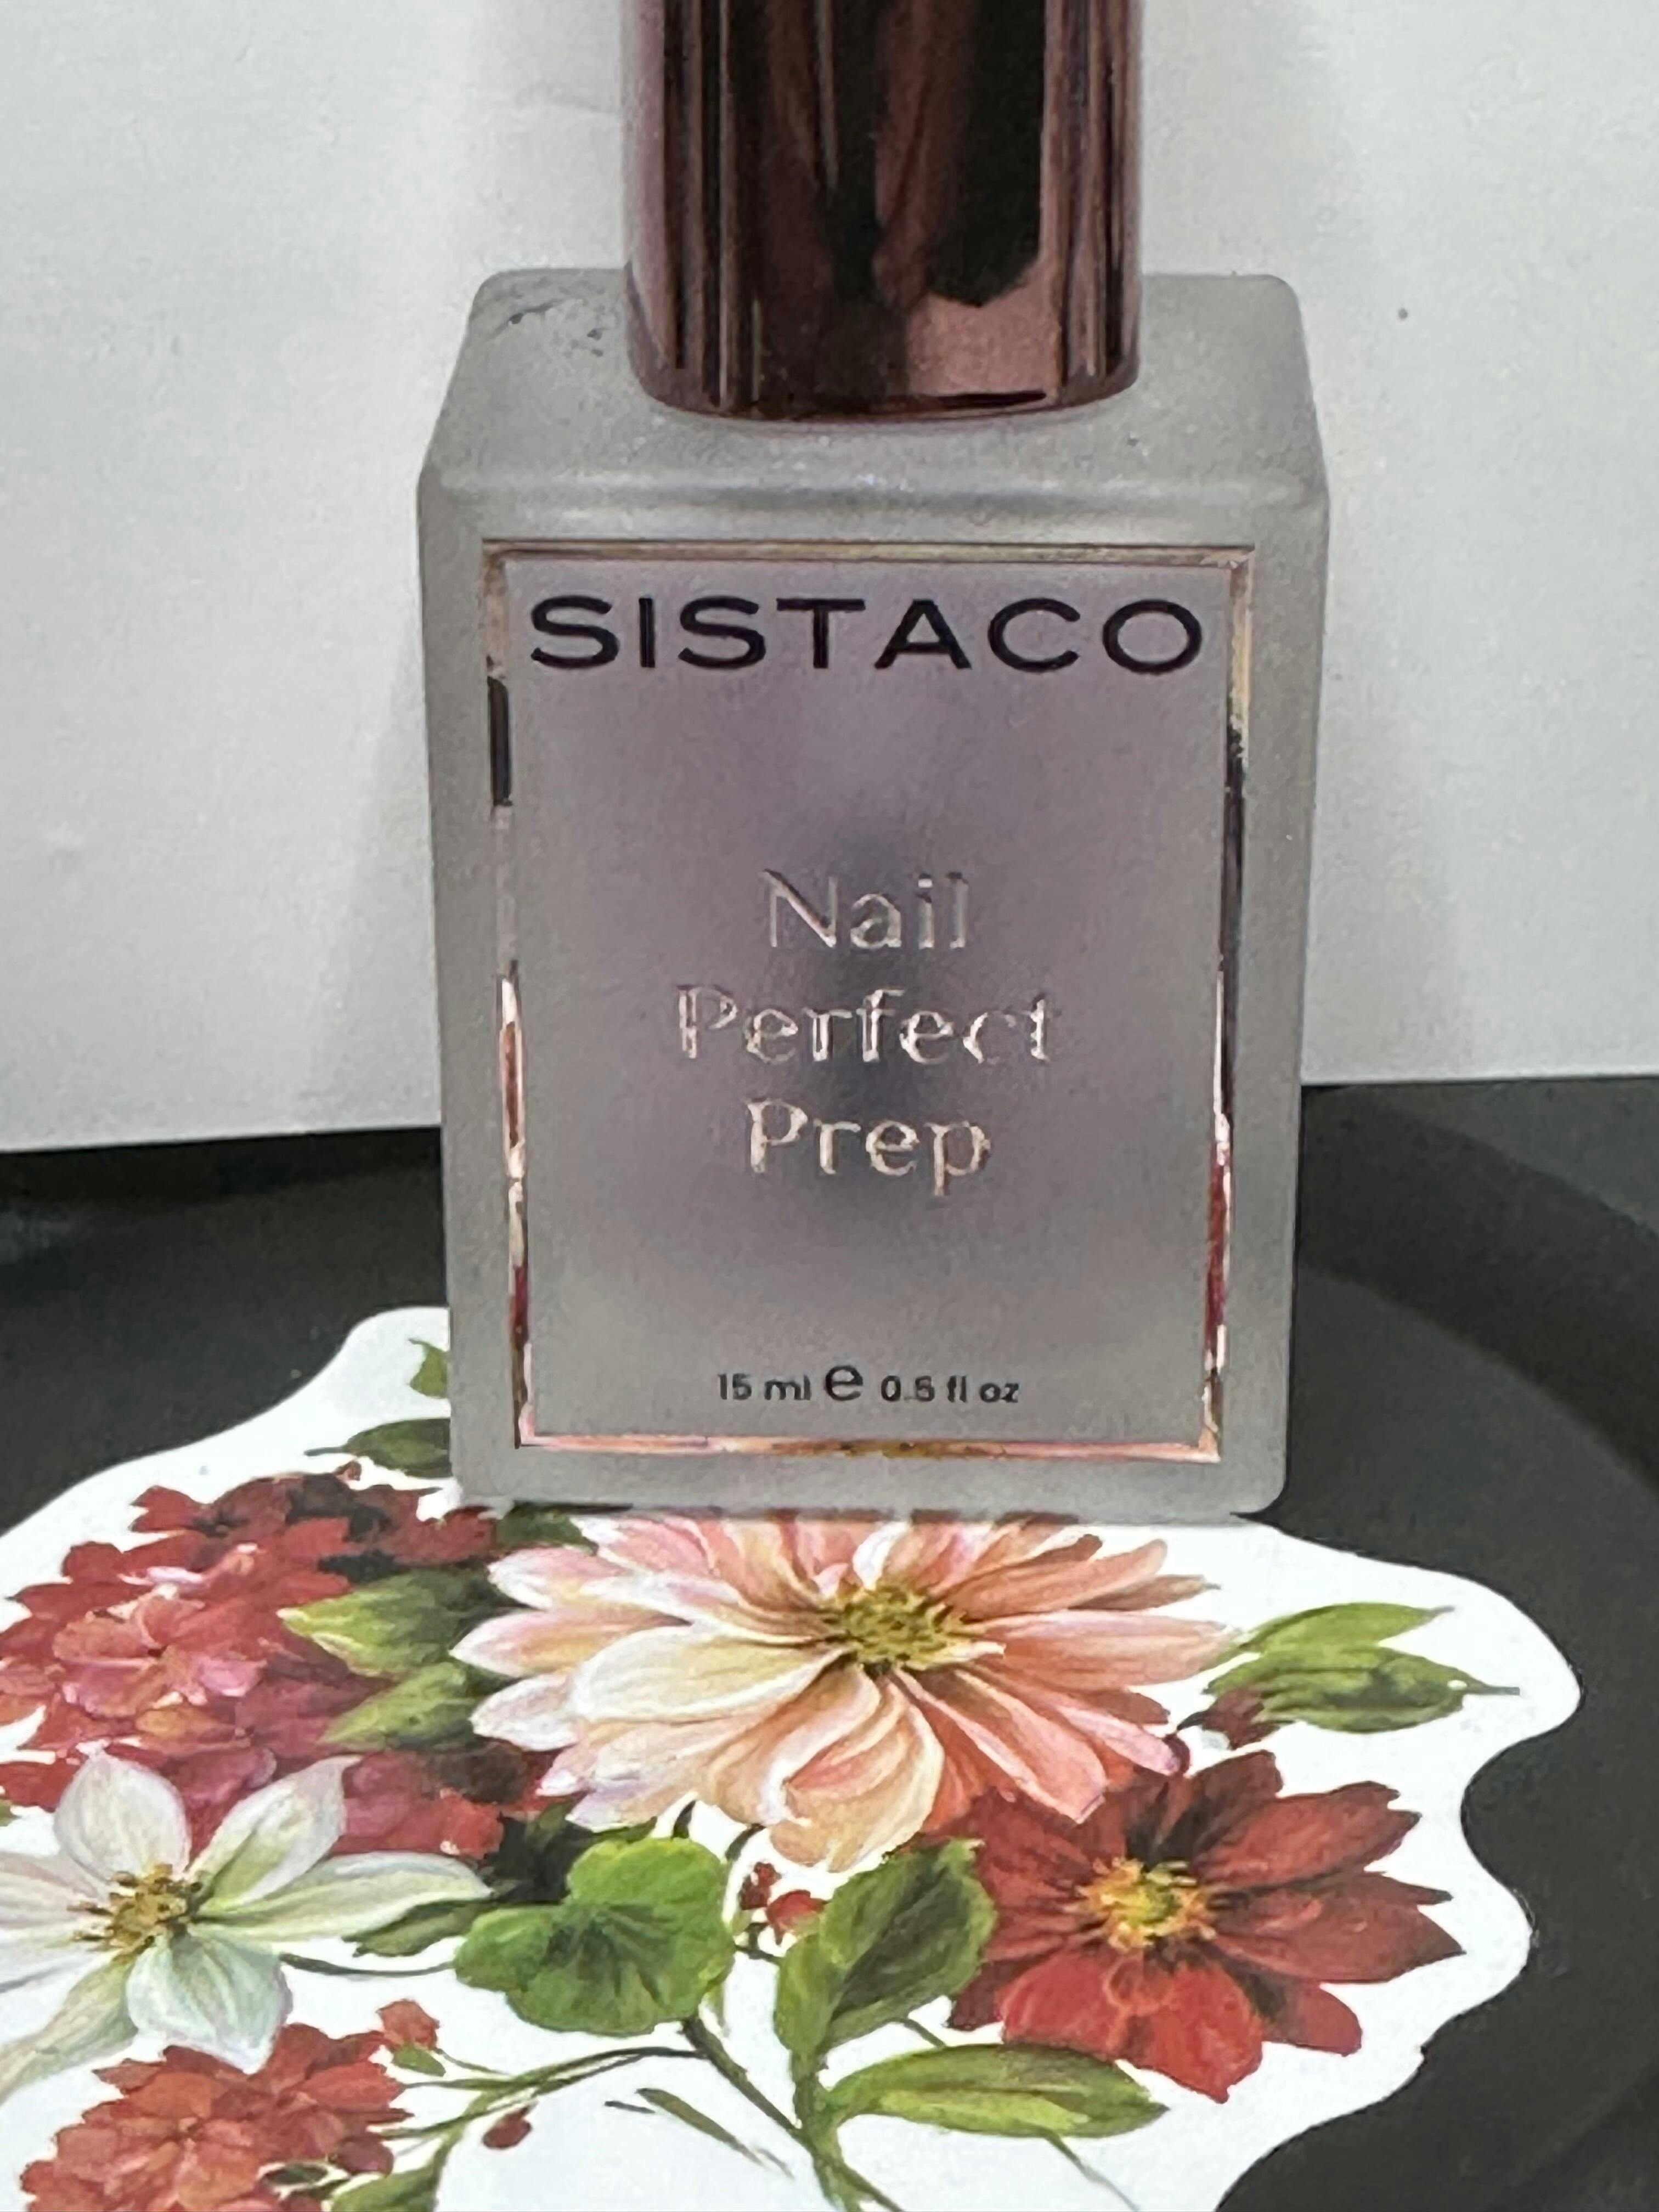 SISTACO
Nail
Perfect
Prep
15 ml e 0.5 fl oz